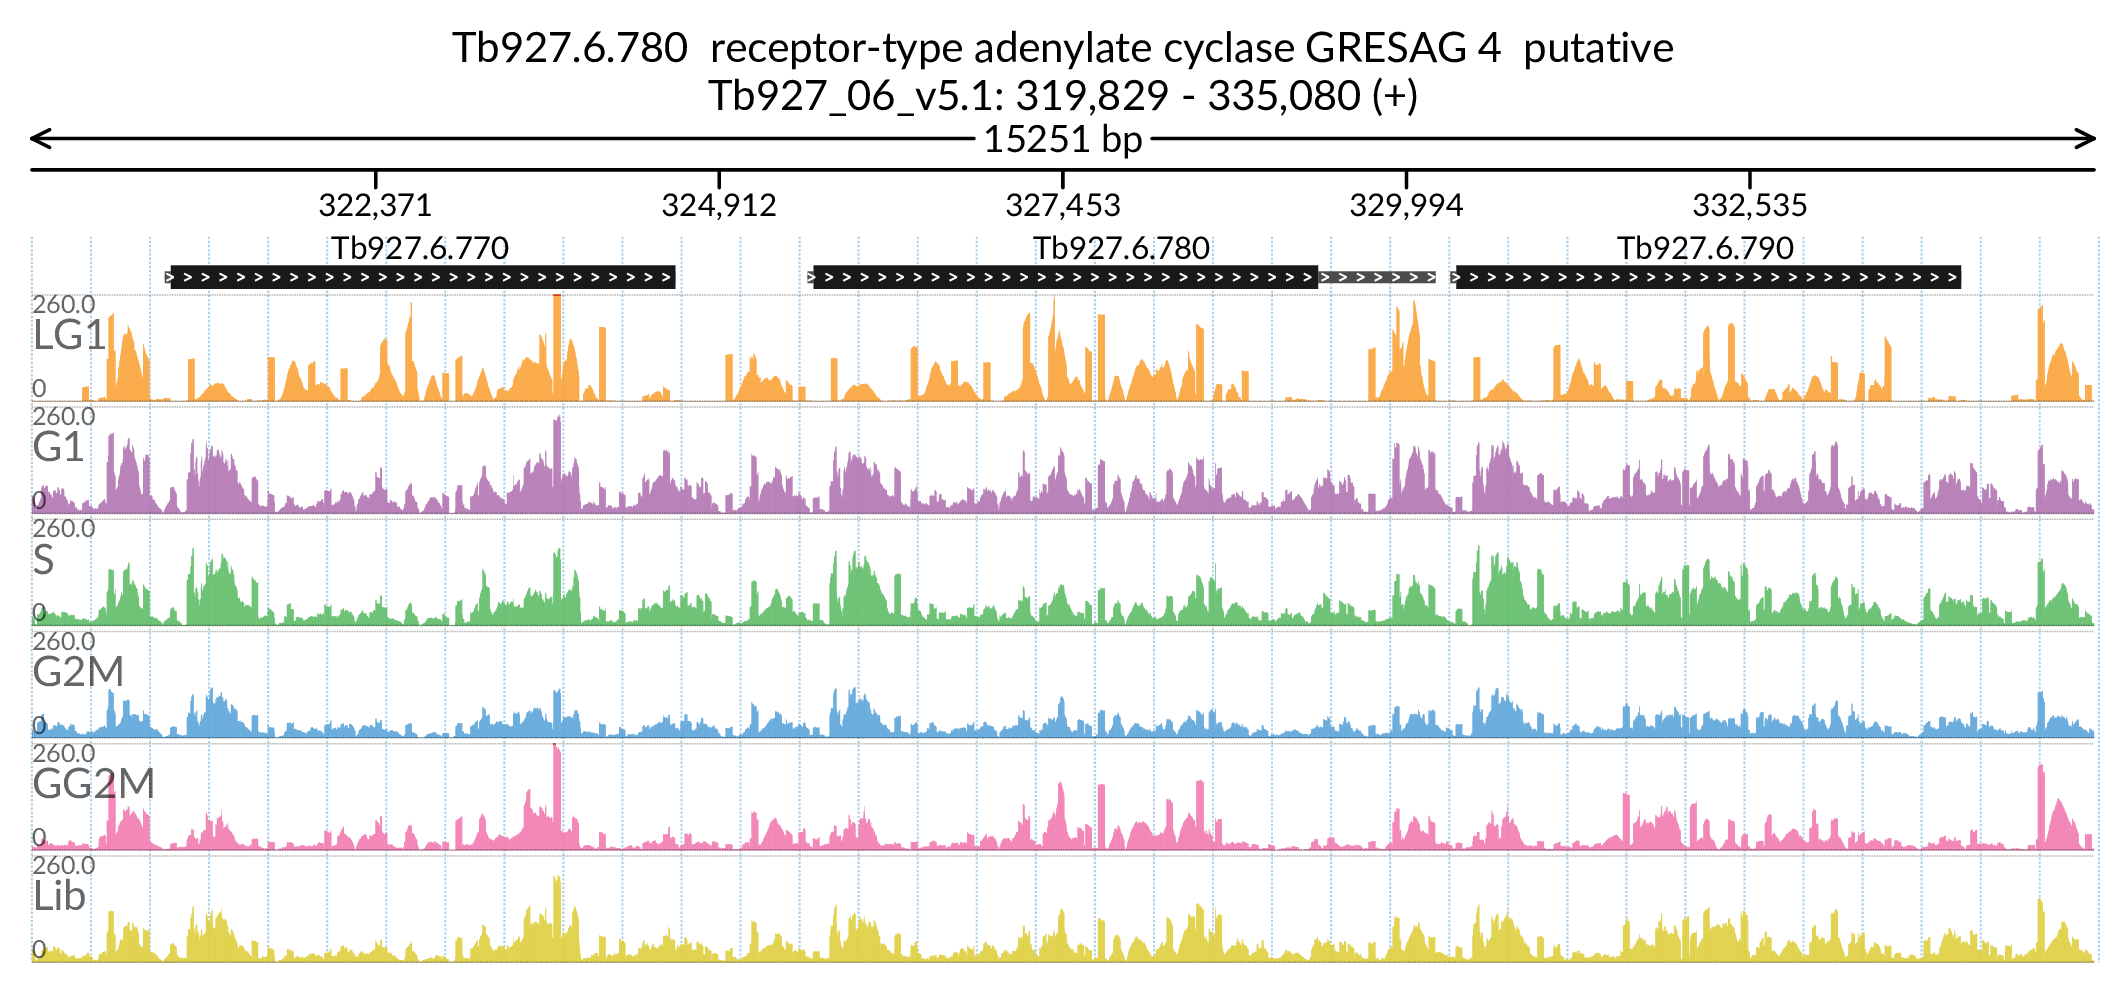 Tb927.6.780  receptor-type adenylate cyclase GRESAG 4  putative
Tb927_06_v5.1: 319,829 - 335,080 (+)
15251 bp
322,371 324,912 327,453 329,994 332,535
Tb927.6.770 Tb927.6.780 Tb927.6.790
260.0
LG1
0
260.0
G1
0
260.0
S
0
260.0
G2M
0
260.0
GG2M
0
260.0
Lib
0